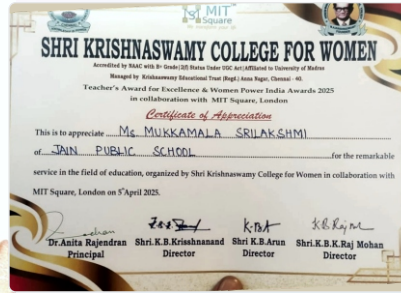 MIT
Square
SHRI KRISHNASWAMY COLLEGE FOR WOMEN
Accredited by NAAC with B+ Grade|2(f) Status Under UGC Act|Affiliated to University of Madras
Managed by Krishnaswamy Educational Trust (Regd.) Anna Nagar, Chennai - 40.
Teacher's Award for Excellence & Women Power India Awards 2025
in collaboration with MIT Square, London
Certificate of Appreciation
This is to appreciate Ms. MUKKAMALA SRILAKSHMI
of JAIN PUBLIC SCHOOL for the remarkable
service in the field of education, organized by Shri Krishnaswamy College for Women in collaboration with
MIT Square, London on 5thApril 2025.
K.B.A K.B.Raj
Dr.Anita Rajendran Shri.K.B.Krisshnanand Shri K.B.Arun Shri.K.B.K.Raj Mohan
Principal Director Director Director